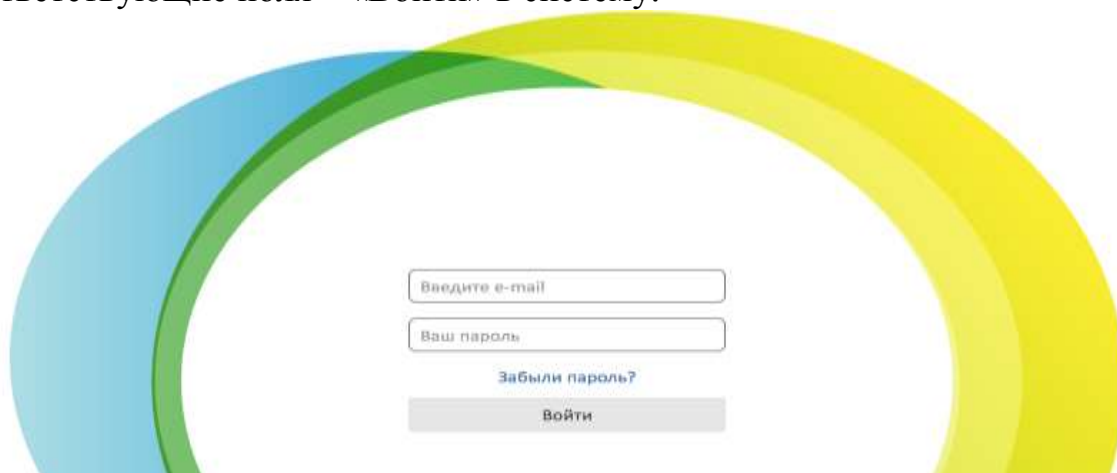 Введите e-mail
Ваш пароль
Забыли пароль?
Войти